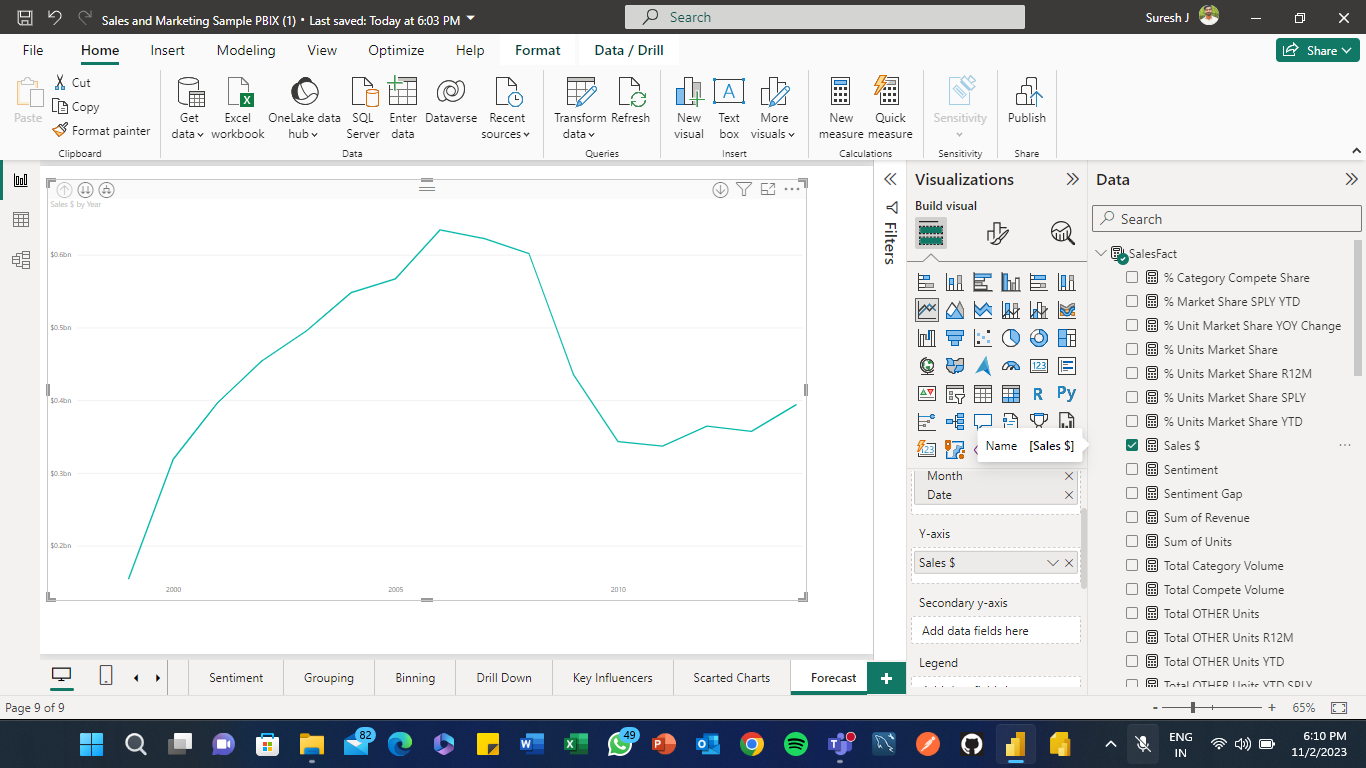 Sales and Marketing Sample PBIX (1) • Last saved: Today at 6:03 PM
Search
Suresh J
File Home Insert Modeling View Optimize Help Format Data / Drill
Share
Paste
Cut
Copy
Format painter
Get data
Excel workbook
OneLake data hub
SQL Server
Enter data
Dataverse
Recent sources
Transform data
Refresh
New visual
Text box
More visuals
New measure
Quick measure
Sensitivity
Publish
Clipboard
Data
Queries
Insert
Calculations
Sensitivity
Share
Sales $ by Year
$0.6bn
$0.5bn
$0.4bn
$0.3bn
$0.2bn
2000 2005 2010
Filters
Visualizations
Build visual
R
Py
123
123
Name [Sales $]
Month
Date
Y-axis
Sales $
Secondary y-axis
Add data fields here
Legend
Data
Search
SalesFact
% Category Compete Share
% Market Share SPLY YTD
% Unit Market Share YOY Change
% Units Market Share
% Units Market Share R12M
% Units Market Share SPLY
% Units Market Share YTD
Sales $
Sentiment
Sentiment Gap
Sum of Revenue
Sum of Units
Total Category Volume
Total Compete Volume
Total OTHER Units
Total OTHER Units R12M
Total OTHER Units YTD
Total OTHER Units YTD SPLY
Sentiment Grouping Binning Drill Down Key Influencers Scarted Charts Forecast
Page 9 of 9
65%
82
49
ENG
IN
6:10 PM
11/2/2023